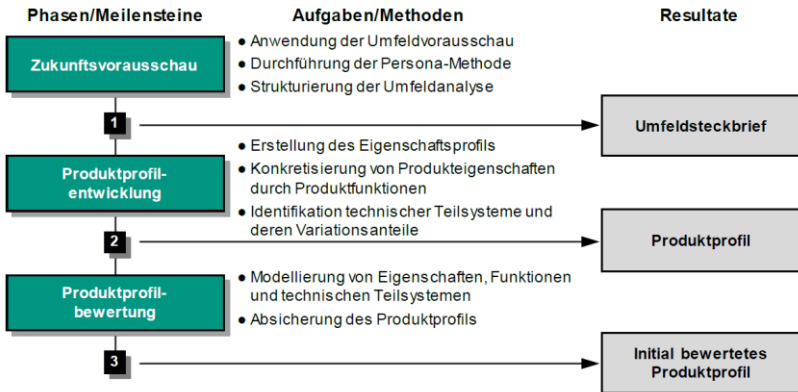 Phasen/Meilensteine
Aufgaben/Methoden
Resultate
Zukunftsvorausschau
● Anwendung der Umfeldvorausschau
● Durchführung der Persona-Methode
● Strukturierung der Umfeldanalyse
1
Umfeldsteckbrief
Produktprofil-
entwicklung
● Erstellung des Eigenschaftsprofils
● Konkretisierung von Produkteigenschaften
durch Produktfunktionen
● Identifikation technischer Teilsysteme und
deren Variationsanteile
2
Produktprofil
Produktprofil-
bewertung
● Modellierung von Eigenschaften, Funktionen
und technischen Teilsystemen
● Absicherung des Produktprofils
3
Initial bewertetes
Produktprofil